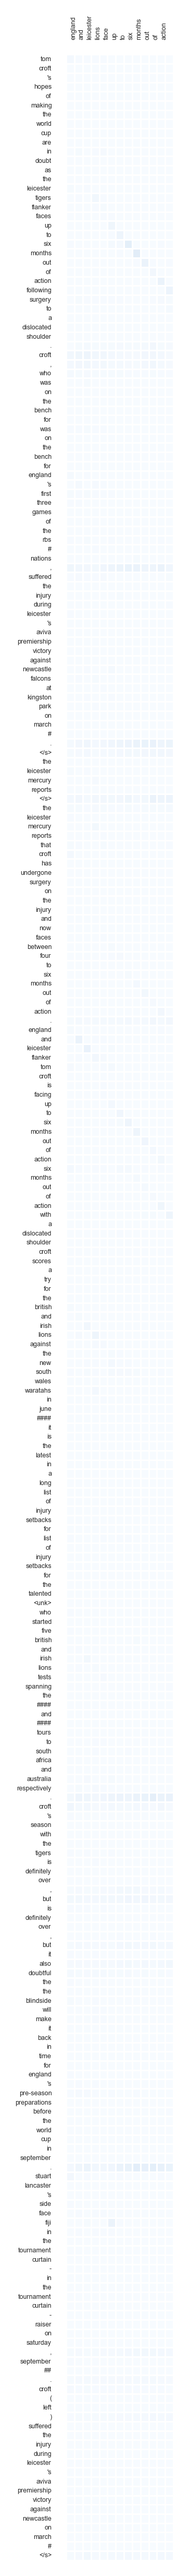 england
and
leicester
lions
face
up
to
six
months
out
of
action
.
tom
croft
's
hopes
of
making
the
world
cup
are
in
doubt
as
the
leicester
tigers
flanker
faces
up
to
six
months
out
of
action
following
surgery
to
a
dislocated
shoulder
.
croft
,
who
was
on
the
bench
for
was
on
the
bench
for
england
's
first
three
games
of
the
rbs
#
nations
,
suffered
the
injury
during
leicester
's
aviva
premiership
victory
against
newcastle
falcons
at
kingston
park
on
march
#
.
</s>
the
leicester
mercury
reports
</s>
the
leicester
mercury
reports
that
croft
has
undergone
surgery
on
the
injury
and
now
faces
between
four
to
six
months
out
of
action
.
england
and
leicester
flanker
tom
croft
is
facing
up
to
six
months
out
of
action
six
months
out
of
action
with
a
dislocated
shoulder
croft
scores
a
try
for
the
british
and
irish
lions
against
the
new
south
wales
waratahs
in
june
####
it
is
the
latest
in
a
long
list
of
injury
setbacks
for
list
of
injury
setbacks
for
the
talented
<unk>
who
started
five
british
and
irish
lions
tests
spanning
the
####
and
####
tours
to
south
africa
and
australia
respectively
.
croft
's
season
with
the
tigers
is
definitely
over
,
but
is
definitely
over
,
but
it
also
doubtful
the
the
blindside
will
make
it
back
in
time
for
england
's
pre-season
preparations
before
the
world
cup
in
september
.
stuart
lancaster
's
side
face
fiji
in
the
tournament
curtain
-
in
the
tournament
curtain
-
raiser
on
saturday
,
september
##
.
croft
(
left
)
suffered
the
injury
during
leicester
's
aviva
premiership
victory
against
newcastle
on
march
#
</s>